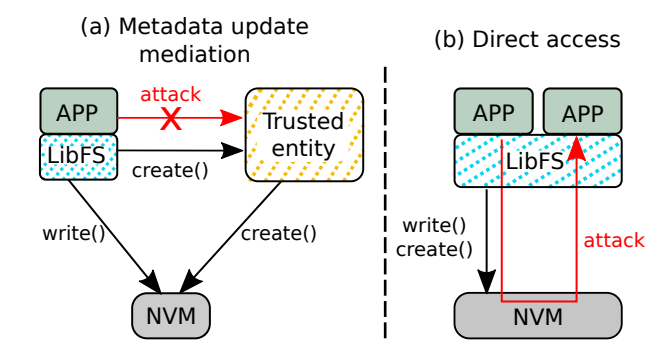 (a) Metadata update
mediation
(b) Direct access
attack
APP
X
Trusted
entity
LibFS
create()
write()
create()
NVM
APP
APP
LibFS
write()
create()
attack
NVM